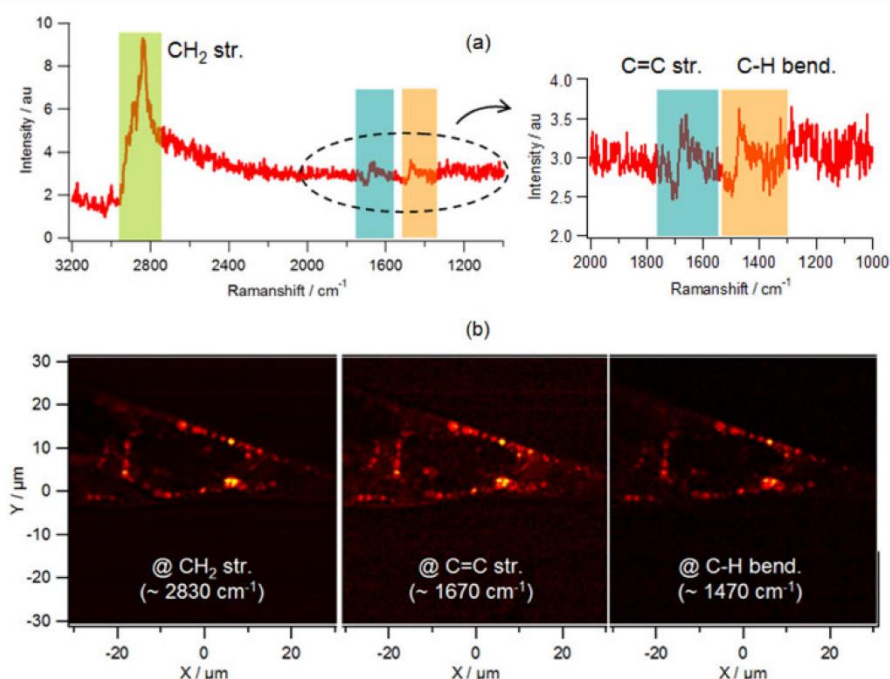 (a)
10
8
6
4
2
0
Intensity / au
CH₂ str.
3200 2800 2400 2000 1600 1200
Ramanshift / cm⁻¹
C=C str. C-H bend.
4.0
3.5
3.0
2.5
2.0
Intensity / au
2000 1800 1600 1400 1200 1000
Ramanshift / cm⁻¹
(b)
30
20
10
0
-10
-20
-30
Y / µm
@ CH₂ str.
(~ 2830 cm⁻¹)
@ C=C str.
(~ 1670 cm⁻¹)
@ C-H bend.
(~ 1470 cm⁻¹)
-20 0 20
X / µm
-20 0 20
X / µm
-20 0 20
X / µm